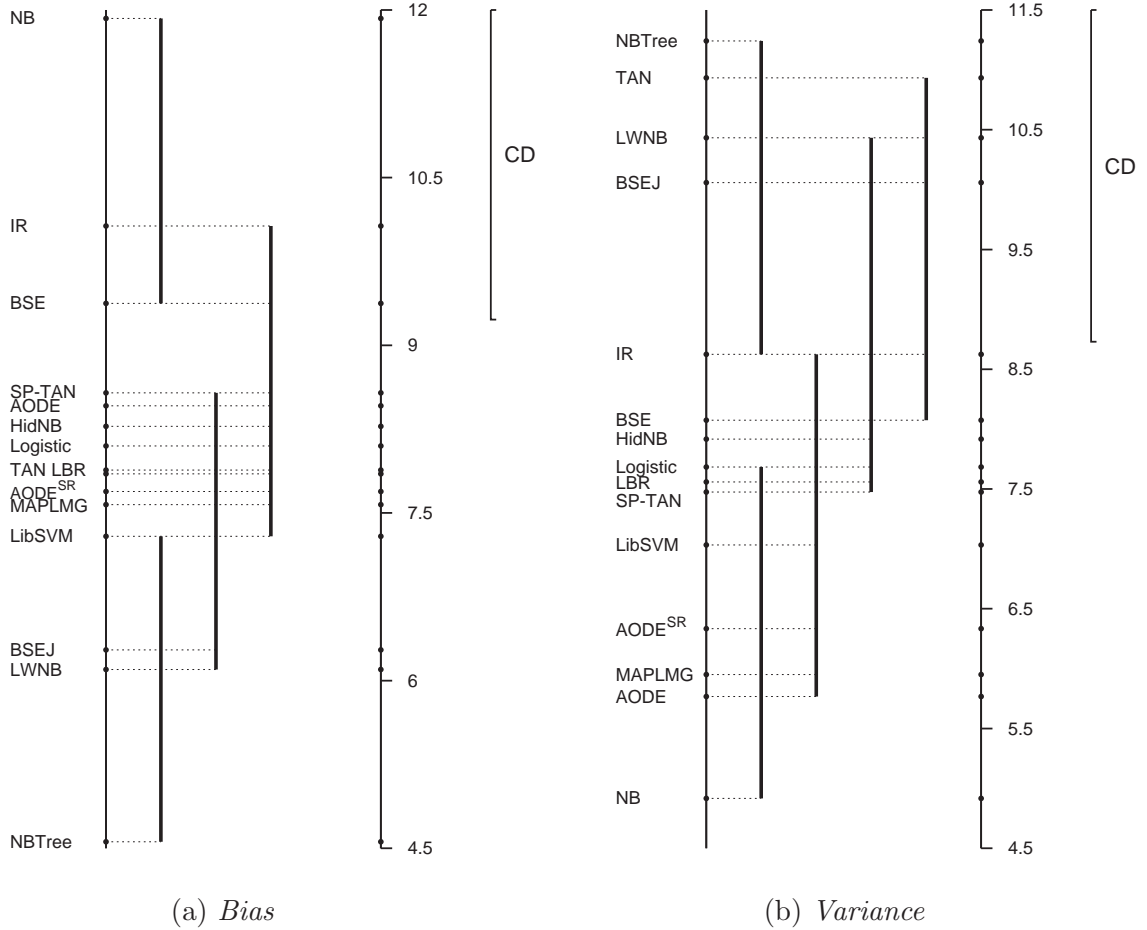 NB
IR
BSE
SP-TAN
AODE
HidNB
Logistic
TAN LBR
AODE^SR
MAPLMG
LibSVM
BSEJ
LWNB
NBTree
12
10.5
9
7.5
6
4.5
CD
(a) Bias
NBTree
TAN
LWNB
BSEJ
IR
BSE
HidNB
Logistic
LBR
SP-TAN
LibSVM
AODE^SR
MAPLMG
AODE
NB
11.5
10.5
9.5
8.5
7.5
6.5
5.5
4.5
CD
(b) Variance